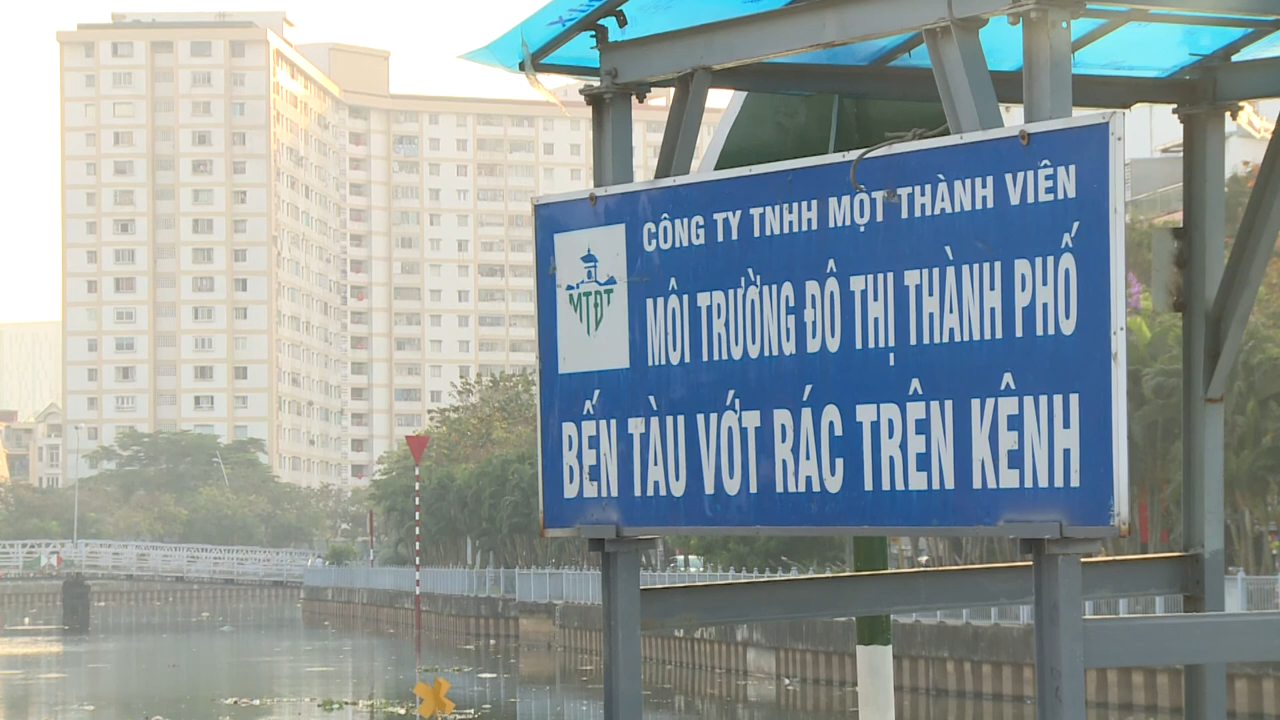 CÔNG TY TNHH MỘT THÀNH VIÊN
MÔI TRƯỜNG ĐÔ THỊ THÀNH PHỐ
MTĐT
BẾN TÀU VỚT RÁC TRÊN KÊNH